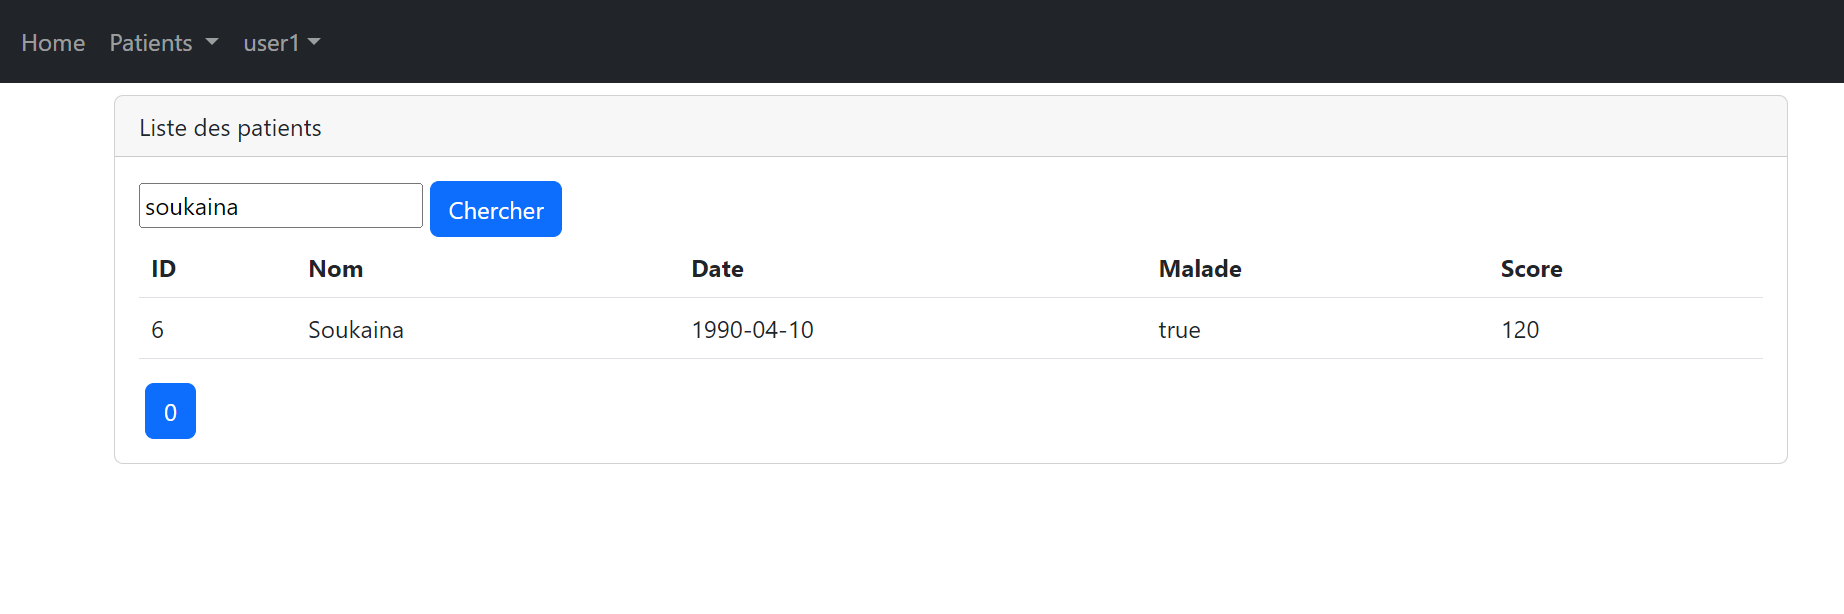 Home Patients user1
Liste des patients
soukaina Chercher
ID Nom Date Malade Score
6 Soukaina 1990-04-10 true 120
0